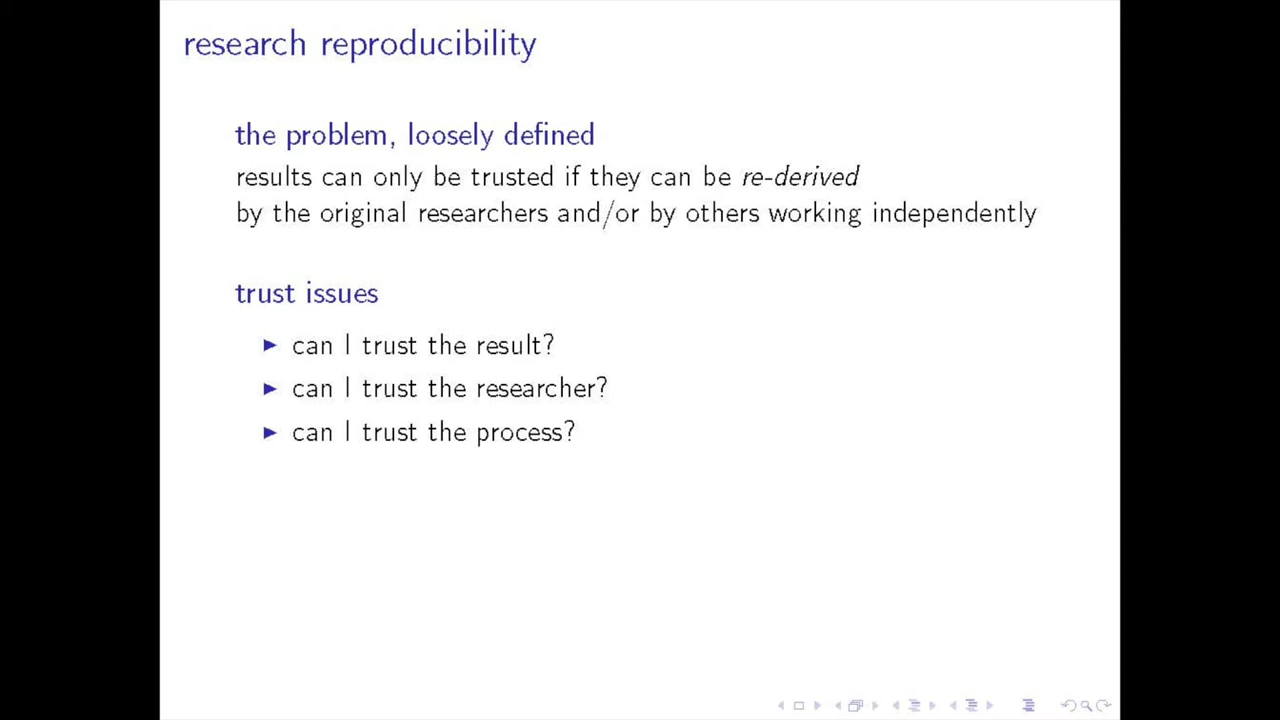 research reproducibility
the problem, loosely defined
results can only be trusted if they can be re-derived
by the original researchers and/or by others working independently
trust issues
can I trust the result?
can I trust the researcher?
can I trust the process?